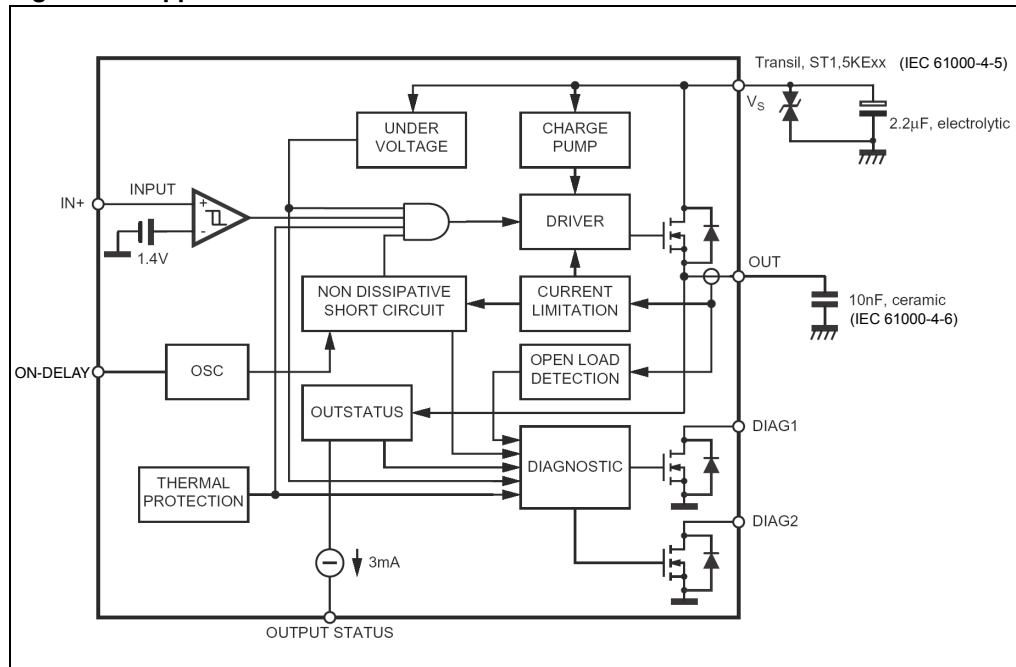 Transil, ST1,5KExx (IEC 61000-4-5)
VS
2.2µF, electrolytic
UNDER
VOLTAGE
CHARGE
PUMP
INPUT
IN+
+
-
1.4V
DRIVER
OUT
NON DISSIPATIVE
SHORT CIRCUIT
CURRENT
LIMITATION
10nF, ceramic
(IEC 61000-4-6)
ON-DELAY
OSC
OPEN LOAD
DETECTION
OUTSTATUS
DIAG1
DIAGNOSTIC
THERMAL
PROTECTION
DIAG2
3mA
OUTPUT STATUS